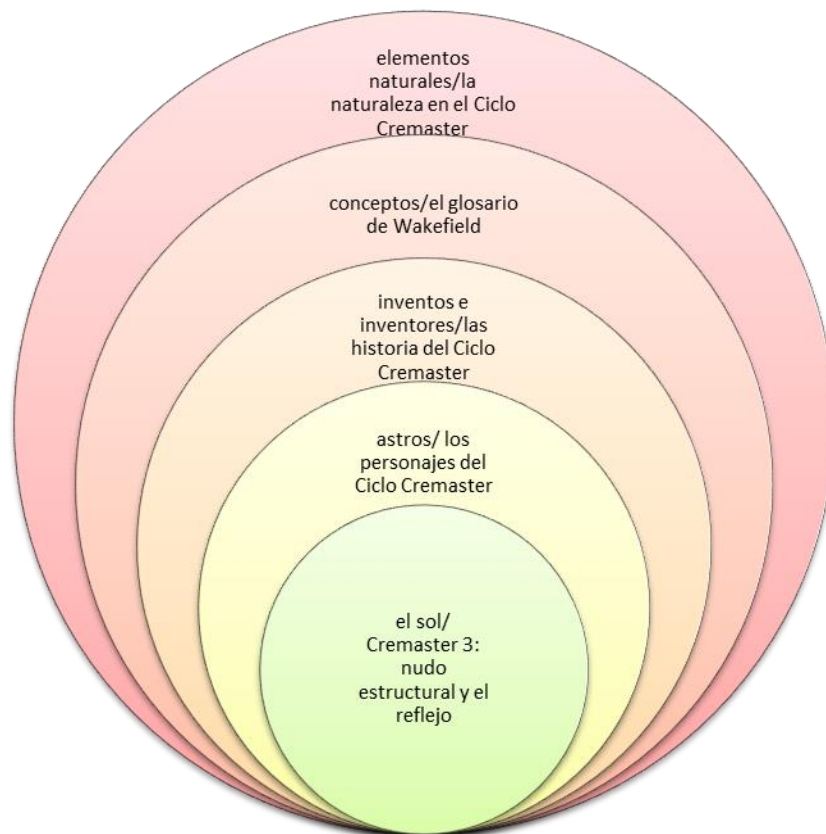 elementos
naturales/la
naturaleza en el Ciclo
Cremaster
conceptos/el glosario
de Wakefield
inventos e
inventores/las
historia del Ciclo
Cremaster
astros/ los
personajes del
Ciclo Cremaster
el sol/
Cremaster 3:
nudo
estructural y el
reflejo